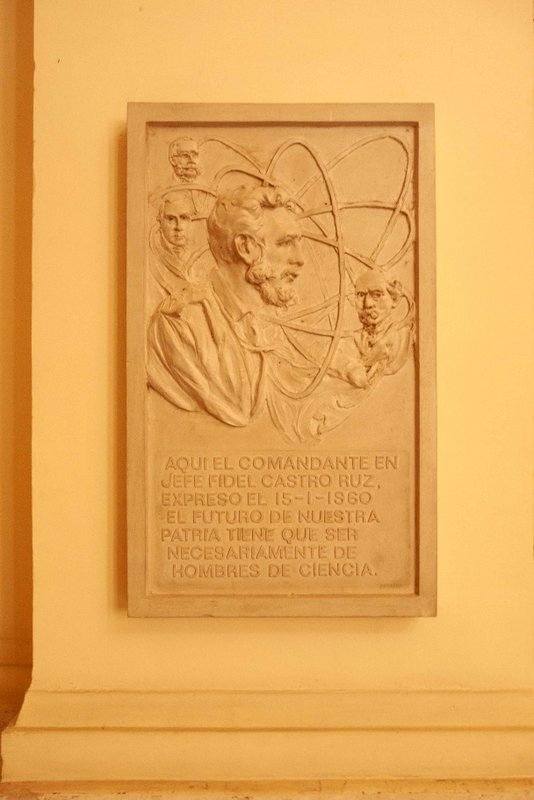 AQUI EL COMANDANTE EN
JEFE FIDEL CASTRO RUZ,
EXPRESO EL 15-1-1960
EL FUTURO DE NUESTRA
PATRIA TIENE QUE SER
NECESARIAMENTE DE
HOMBRES DE CIENCIA.